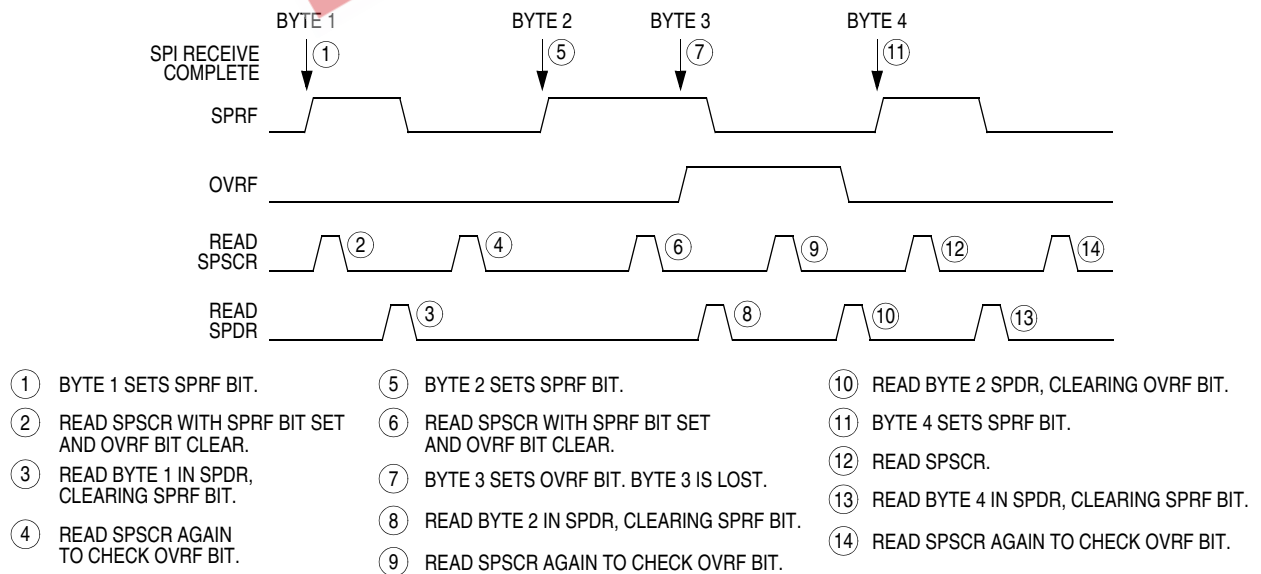 BYTE 1
BYTE 2
BYTE 3
BYTE 4
SPI RECEIVE
COMPLETE
1
5
7
11
SPRF
OVRF
READ
SPSCR
2
4
6
9
12
14
READ
SPDR
3
8
10
13
1 BYTE 1 SETS SPRF BIT.
2 READ SPSCR WITH SPRF BIT SET
AND OVRF BIT CLEAR.
3 READ BYTE 1 IN SPDR,
CLEARING SPRF BIT.
4 READ SPSCR AGAIN
TO CHECK OVRF BIT.
5 BYTE 2 SETS SPRF BIT.
6 READ SPSCR WITH SPRF BIT SET
AND OVRF BIT CLEAR.
7 BYTE 3 SETS OVRF BIT. BYTE 3 IS LOST.
8 READ BYTE 2 IN SPDR, CLEARING SPRF BIT.
9 READ SPSCR AGAIN TO CHECK OVRF BIT.
10 READ BYTE 2 SPDR, CLEARING OVRF BIT.
11 BYTE 4 SETS SPRF BIT.
12 READ SPSCR.
13 READ BYTE 4 IN SPDR, CLEARING SPRF BIT.
14 READ SPSCR AGAIN TO CHECK OVRF BIT.